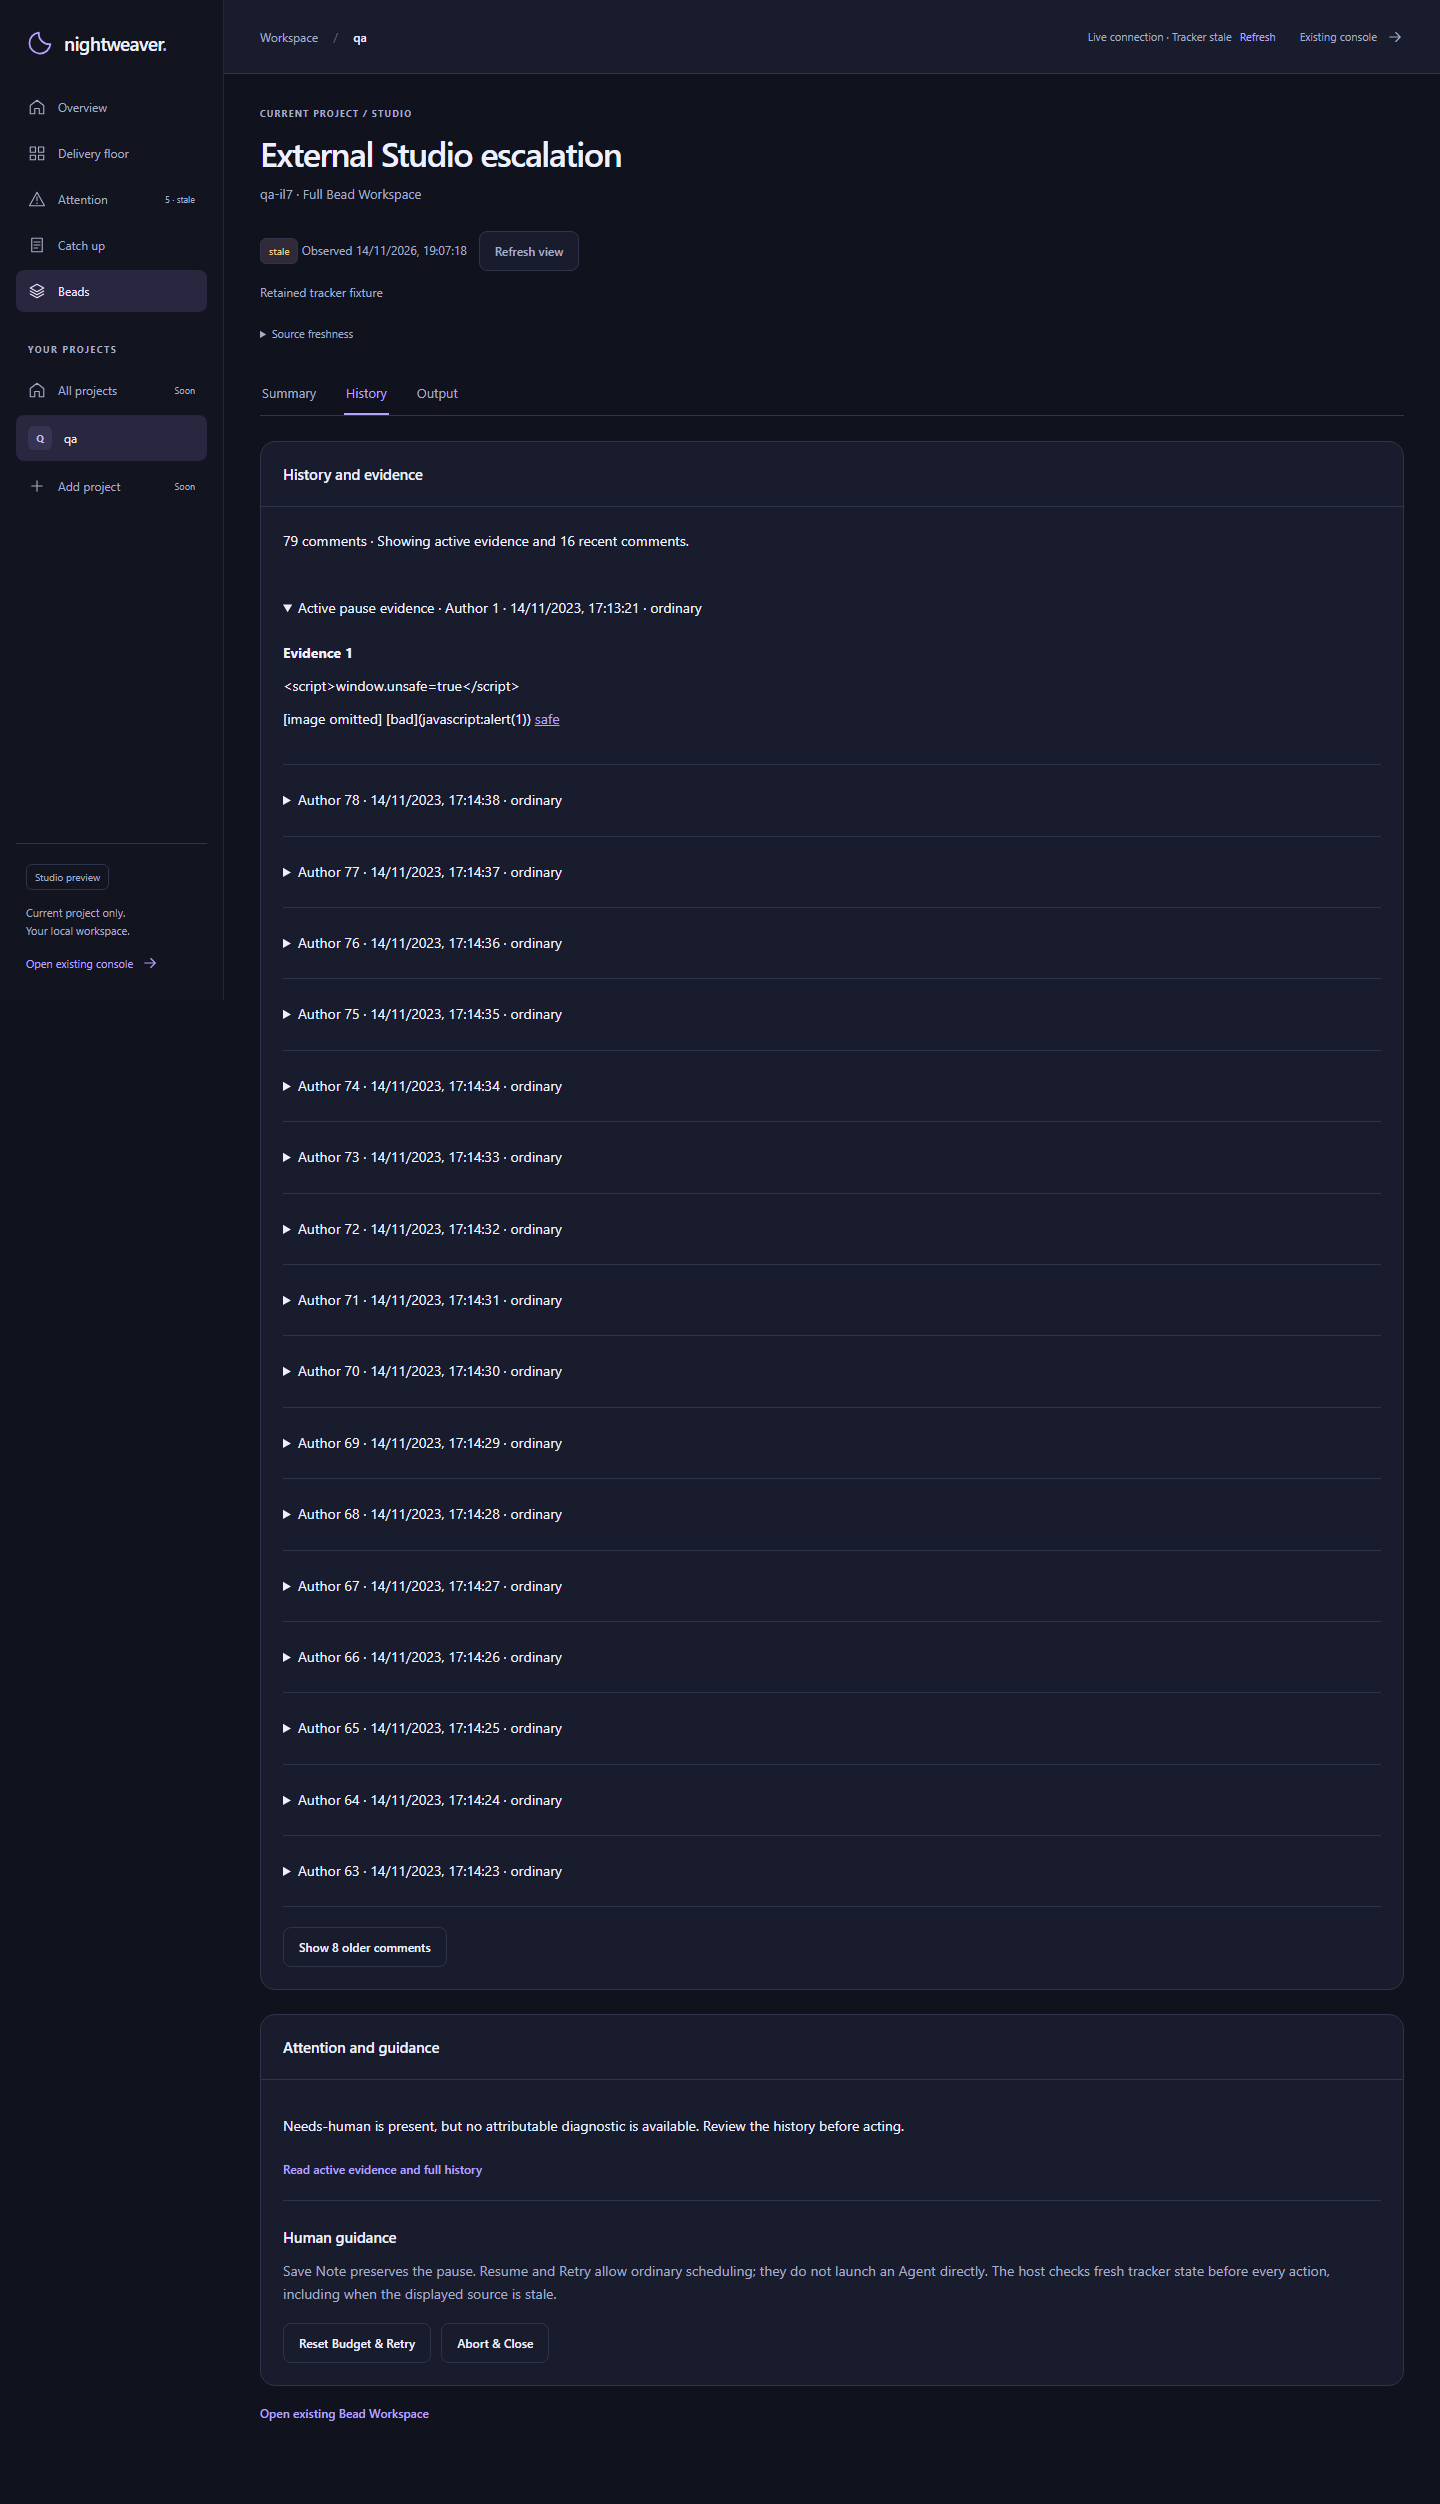 nightweaver.
Overview
Delivery floor
Attention 5 · stale
Catch up
Beads
YOUR PROJECTS
All projects Soon
Q qa
Add project Soon
Studio preview
Current project only.
Your local workspace.
Open existing console
Workspace / qa
Live connection · Tracker stale Refresh Existing console
CURRENT PROJECT / STUDIO
External Studio escalation
qa-il7 · Full Bead Workspace
stale Observed 14/11/2026, 19:07:18 Refresh view
Retained tracker fixture
Source freshness
Summary History Output
History and evidence
79 comments · Showing active evidence and 16 recent comments.
Active pause evidence · Author 1 · 14/11/2023, 17:13:21 · ordinary
Evidence 1
<script>window.unsafe=true</script>
[image omitted] [bad](javascript:alert(1)) safe
Author 78 · 14/11/2023, 17:14:38 · ordinary
Author 77 · 14/11/2023, 17:14:37 · ordinary
Author 76 · 14/11/2023, 17:14:36 · ordinary
Author 75 · 14/11/2023, 17:14:35 · ordinary
Author 74 · 14/11/2023, 17:14:34 · ordinary
Author 73 · 14/11/2023, 17:14:33 · ordinary
Author 72 · 14/11/2023, 17:14:32 · ordinary
Author 71 · 14/11/2023, 17:14:31 · ordinary
Author 70 · 14/11/2023, 17:14:30 · ordinary
Author 69 · 14/11/2023, 17:14:29 · ordinary
Author 68 · 14/11/2023, 17:14:28 · ordinary
Author 67 · 14/11/2023, 17:14:27 · ordinary
Author 66 · 14/11/2023, 17:14:26 · ordinary
Author 65 · 14/11/2023, 17:14:25 · ordinary
Author 64 · 14/11/2023, 17:14:24 · ordinary
Author 63 · 14/11/2023, 17:14:23 · ordinary
Show 8 older comments
Attention and guidance
Needs-human is present, but no attributable diagnostic is available. Review the history before acting.
Read active evidence and full history
Human guidance
Save Note preserves the pause. Resume and Retry allow ordinary scheduling; they do not launch an Agent directly. The host checks fresh tracker state before every action,
including when the displayed source is stale.
Reset Budget & Retry Abort & Close
Open existing Bead Workspace